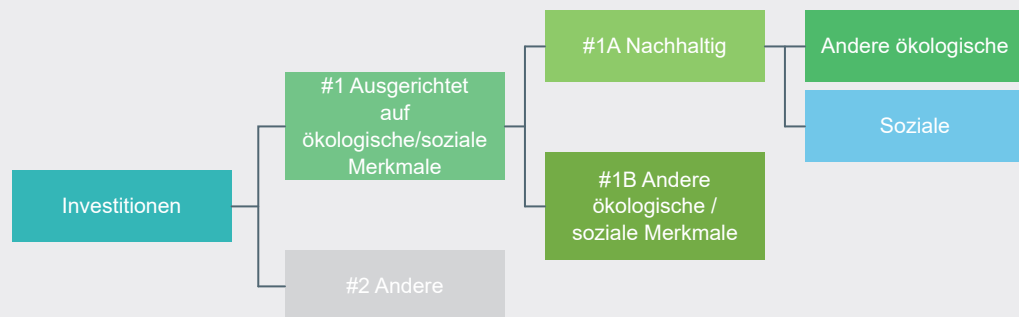 Investitionen
#1 Ausgerichtet
auf
ökologische/soziale
Merkmale
#2 Andere
#1A Nachhaltig
#1B Andere
ökologische /
soziale Merkmale
Andere ökologische
Soziale